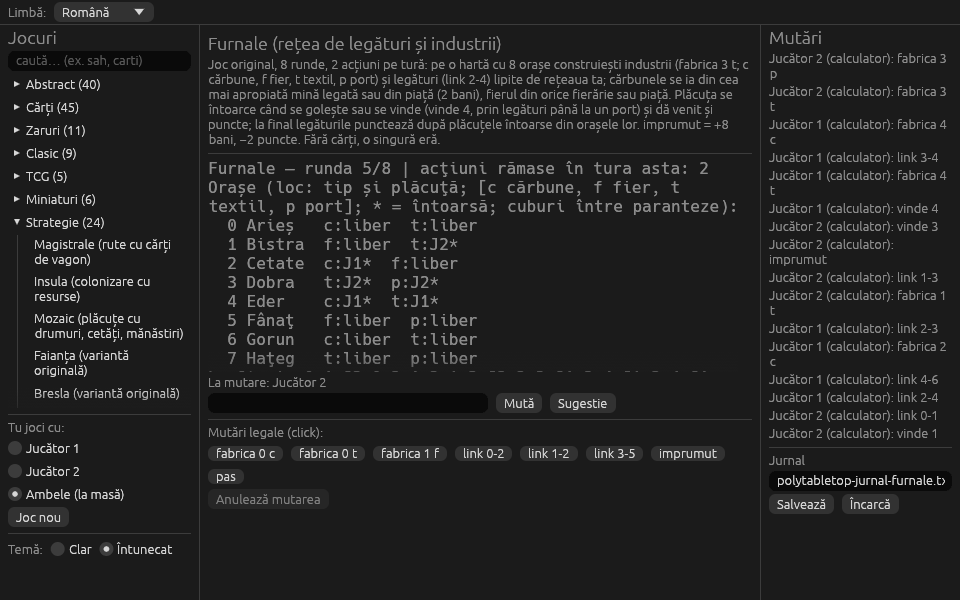 Limbă: Română
Jocuri
caută... (ex. sah, carti)
Abstract (40)
Cărți (45)
Zaruri (11)
Clasic (9)
TCG (5)
Miniaturi (6)
Strategie (24)
Magistrale (rute cu cărți
de vagon)
Insula (colonizare cu
resurse)
Mozaic (plăcuțe cu
drumuri, cetăți, mănăstiri)
Faianța (variantă
originală)
Bresla (variantă originală)
Tu joci cu:
Jucător 1
Jucător 2
Ambele (la masă)
Joc nou
Temă: Clar Întunecat
Furnale (rețea de legături și industrii)
Joc original, 8 runde, 2 acțiuni pe tură: pe o hartă cu 8 orașe construiești industrii (fabrica 3 t; c
cărbune, f fier, t textil, p port) și legături (link 2-4) lipite de rețeaua ta; cărbunele se ia din cea
mai apropiată mină legată sau din piață (2 bani), fierul din orice fierărie sau piață. Plăcuța se
întoarce când se golește sau se vinde (vinde 4, prin legături până la un port) și dă venit și
puncte; la final legăturile punctează după plăcuțele întoarse din orașele lor. imprumut = +8
bani, −2 puncte. Fără cărți, o singură eră.
Furnale — runda 5/8 | acţiuni rămase în tura asta: 2
Orașe (loc: tip și plăcuţă; [c cărbune, f fier, t
textil, p port]; * = întoarsă; cuburi între paranteze):
0 Arieș c:liber t:liber
1 Bistra f:liber t:J2*
2 Cetate c:J1* f:liber
3 Dobra t:J2* p:J2*
4 Eder c:J1* t:J1*
5 Fânaţ f:liber p:liber
6 Gorun c:liber t:liber
7 Haţeg t:liber p:liber
La mutare: Jucător 2
Mută Sugestie
Mutări legale (click):
fabrica 0 c fabrica 0 t fabrica 1 f link 0-2 link 1-2 link 3-5 imprumut
pas
Anulează mutarea
Mutări
Jucător 2 (calculator): fabrica 3
p
Jucător 2 (calculator): fabrica 3
t
Jucător 1 (calculator): fabrica 4
c
Jucător 1 (calculator): link 3-4
Jucător 1 (calculator): fabrica 4
t
Jucător 1 (calculator): vinde 4
Jucător 2 (calculator): vinde 3
Jucător 2 (calculator):
imprumut
Jucător 2 (calculator): link 1-3
Jucător 2 (calculator): fabrica 1
t
Jucător 1 (calculator): link 2-3
Jucător 1 (calculator): fabrica 2
c
Jucător 1 (calculator): link 4-6
Jucător 1 (calculator): link 2-4
Jucător 2 (calculator): link 0-1
Jucător 2 (calculator): vinde 1
Jurnal
polytabletop-jurnal-furnale.tx
Salvează Încarcă